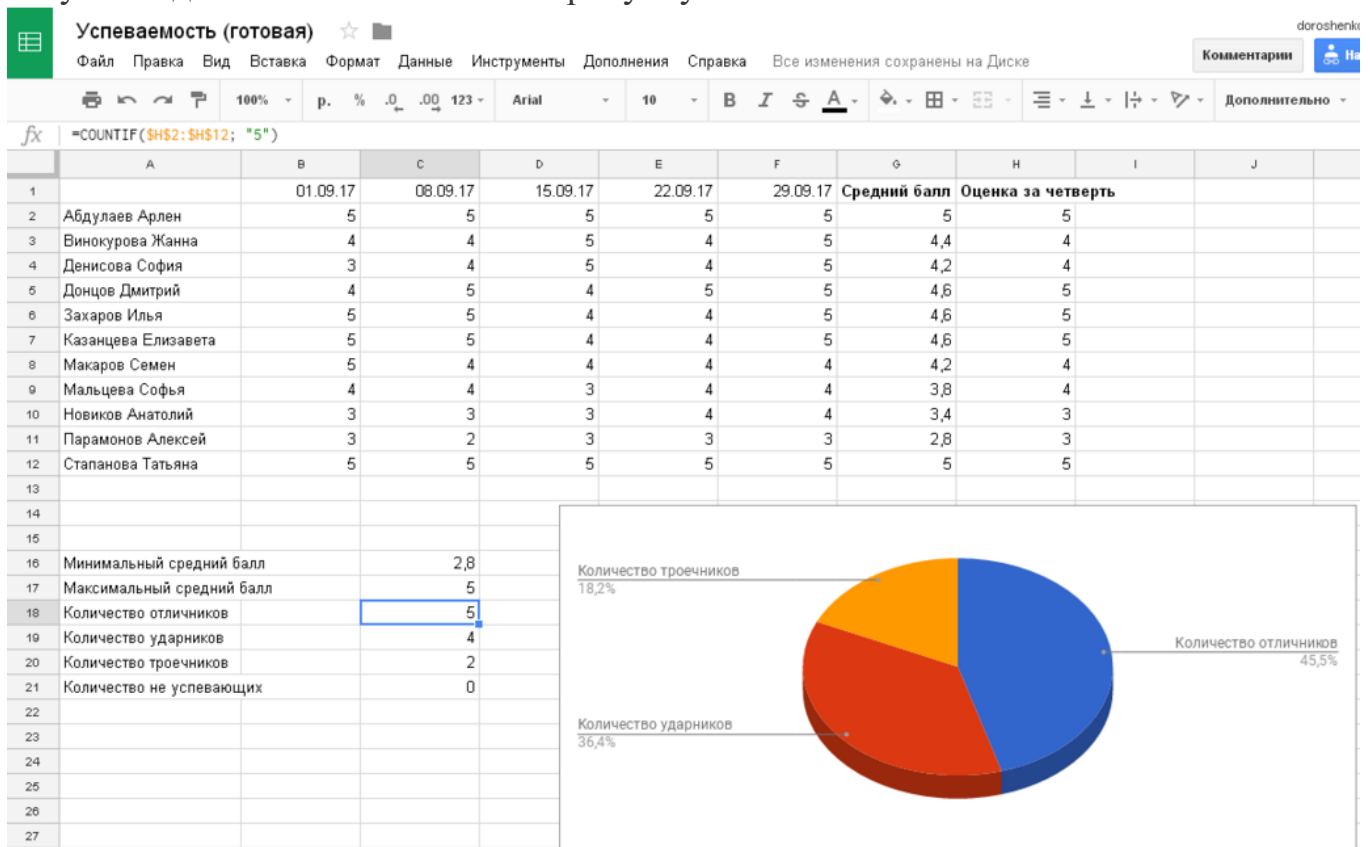 Успеваемость (готовая)
doroshenko
Файл Правка Вид Вставка Формат Данные Инструменты Дополнения Справка Все изменения сохранены на Диске
Комментарии На
100% р. % .0 .00 123 Arial 10 B I S A Дополнительно
fx =COUNTIF($H$2:$H$12; "5")
A B C D E F G H I J
1 01.09.17 08.09.17 15.09.17 22.09.17 29.09.17 Средний балл Оценка за четверть
2 Абдулаев Арлен 5 5 5 5 5 5 5
3 Винокурова Жанна 4 4 5 4 5 4,4 4
4 Денисова София 3 4 5 4 5 4,2 4
5 Донцов Дмитрий 4 5 4 5 5 4,6 5
6 Захаров Илья 5 5 4 4 5 4,6 5
7 Казанцева Елизавета 5 5 4 4 5 4,6 5
8 Макаров Семен 5 4 4 4 4 4,2 4
9 Мальцева Софья 4 4 3 4 4 3,8 4
10 Новиков Анатолий 3 3 3 4 4 3,4 3
11 Парамонов Алексей 3 2 3 3 3 2,8 3
12 Стапанова Татьяна 5 5 5 5 5 5 5
13
14
15
16 Минимальный средний балл 2,8
17 Максимальный средний балл 5
18 Количество отличников 5
19 Количество ударников 4
20 Количество троечников 2
21 Количество не успевающих 0
22
23
24
25
26
27
Количество троечников
18,2%
Количество отличников
45,5%
Количество ударников
36,4%